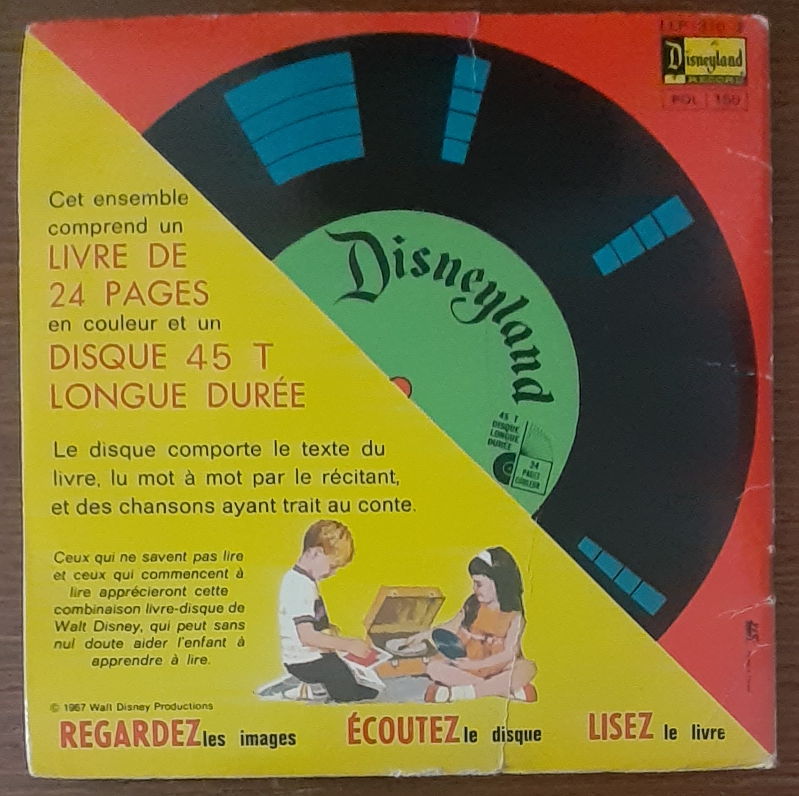 LLP 310
Disneyland
RECORD
POL 150
Cet ensemble
comprend un
LIVRE DE
24 PAGES
en couleur et un
DISQUE 45 T
LONGUE DURÉE
Disneyland
45 T
DISQUE
LONGUE
DURÉE
24
PAGES
COULEUR
Le disque comporte le texte du
livre, lu mot à mot par le récitant,
et des chansons ayant trait au conte.
Ceux qui ne savent pas lire
et ceux qui commencent à
lire apprécieront cette
combinaison livre-disque de
Walt Disney, qui peut sans
nul doute aider l'enfant à
apprendre à lire.
© 1967 Walt Disney Productions
REGARDEZ les images ÉCOUTEZ le disque LISEZ le livre